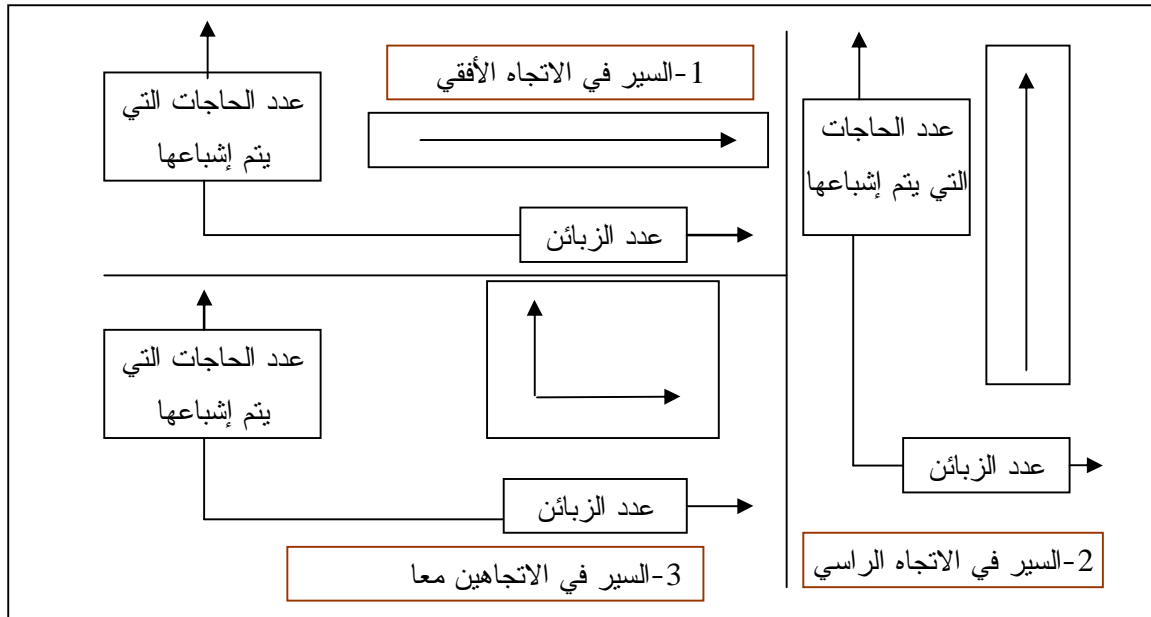 1-السير في الاتجاه الأفقي
عدد الحاجات التي
يتم إشباعها
عدد الزبائن
عدد الحاجات
التي يتم إشباعها
عدد الزبائن
2-السير في الاتجاه الراسي
عدد الحاجات التي
يتم إشباعها
عدد الزبائن
3-السير في الاتجاهين معا